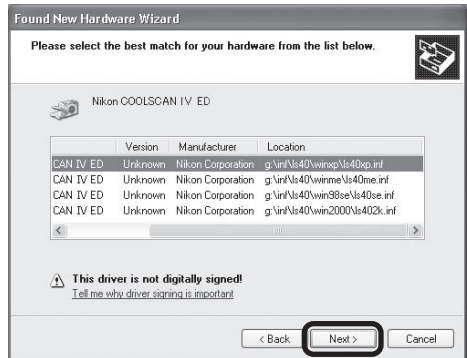 Found New Hardware Wizard
Please select the best match for your hardware from the list below.
Nikon COOLSCAN IV ED
Version Manufacturer Location
CAN IV ED Unknown Nikon Corporation g:\inf\ls40\winxp\ls40xp.inf
CAN IV ED Unknown Nikon Corporation g:\inf\ls40\winme\ls40me.inf
CAN IV ED Unknown Nikon Corporation g:\inf\ls40\win98se\ls40se.inf
CAN IV ED Unknown Nikon Corporation g:\inf\ls40\win2000\ls402k.inf
This driver is not digitally signed!
Tell me why driver signing is important
< Back Next > Cancel